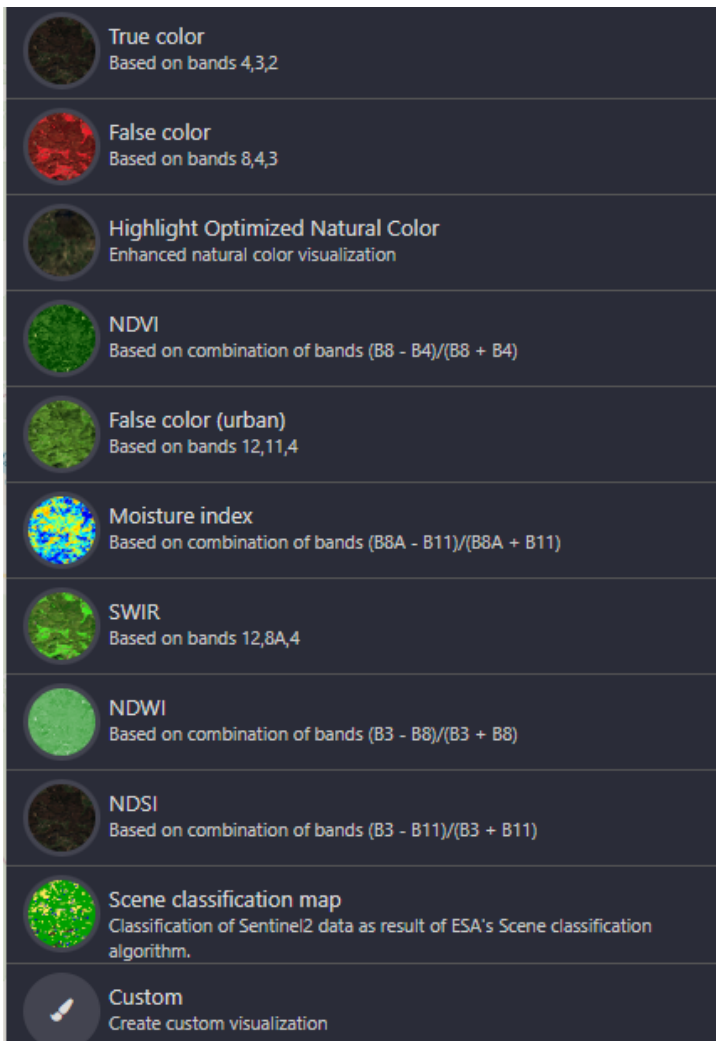 True color
Based on bands 4,3,2
False color
Based on bands 8,4,3
Highlight Optimized Natural Color
Enhanced natural color visualization
NDVI
Based on combination of bands (B8 - B4)/(B8 + B4)
False color (urban)
Based on bands 12,11,4
Moisture index
Based on combination of bands (B8A - B11)/(B8A + B11)
SWIR
Based on bands 12,8A,4
NDWI
Based on combination of bands (B3 - B8)/(B3 + B8)
NDSI
Based on combination of bands (B3 - B11)/(B3 + B11)
Scene classification map
Classification of Sentinel2 data as result of ESA's Scene classification
algorithm.
Custom
Create custom visualization